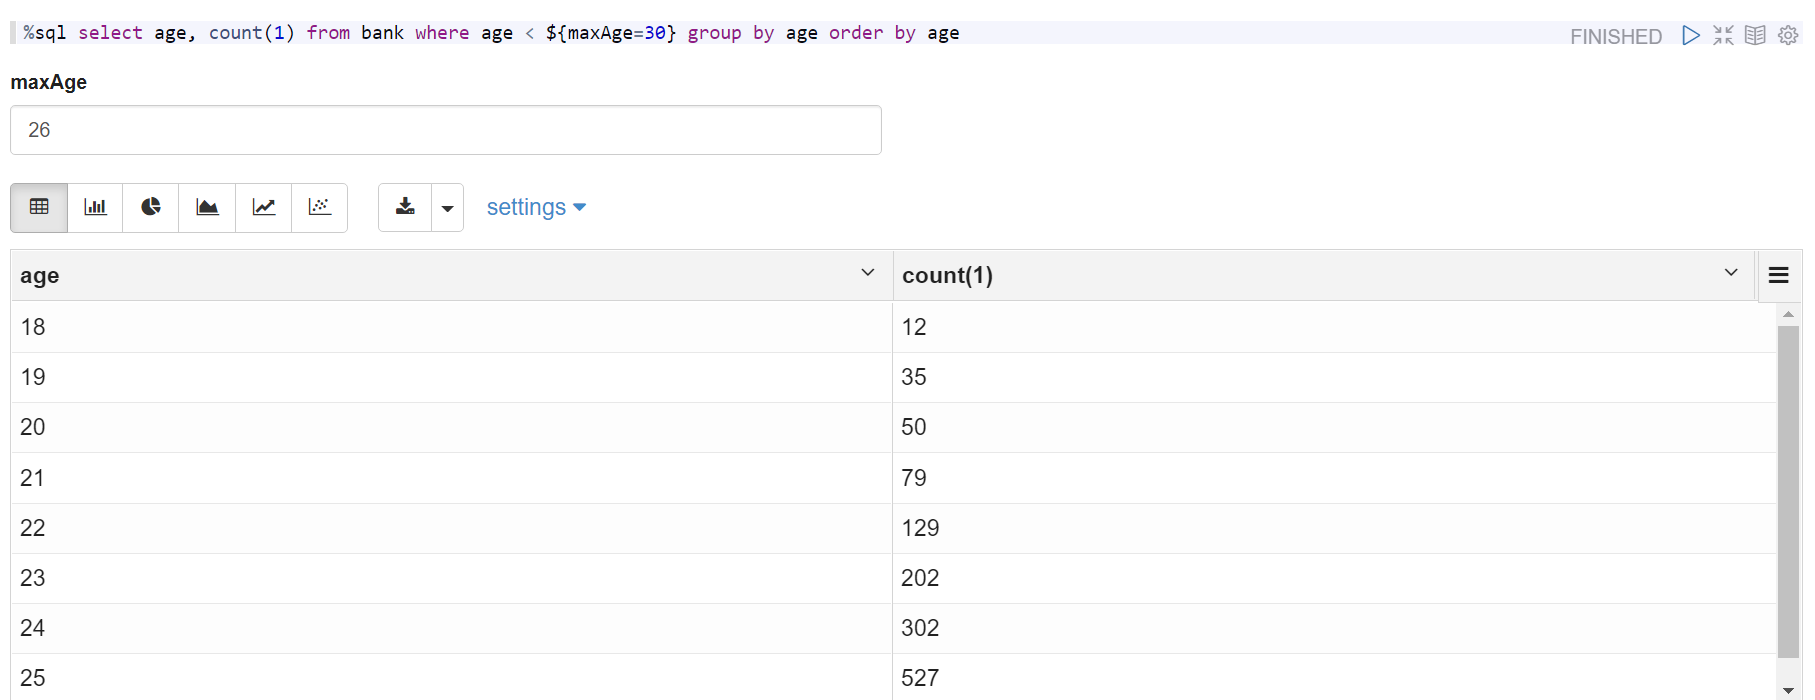 %sql select age, count(1) from bank where age < ${maxAge=30} group by age order by age
FINISHED
maxAge
26
settings
age count(1)
18 12
19 35
20 50
21 79
22 129
23 202
24 302
25 527